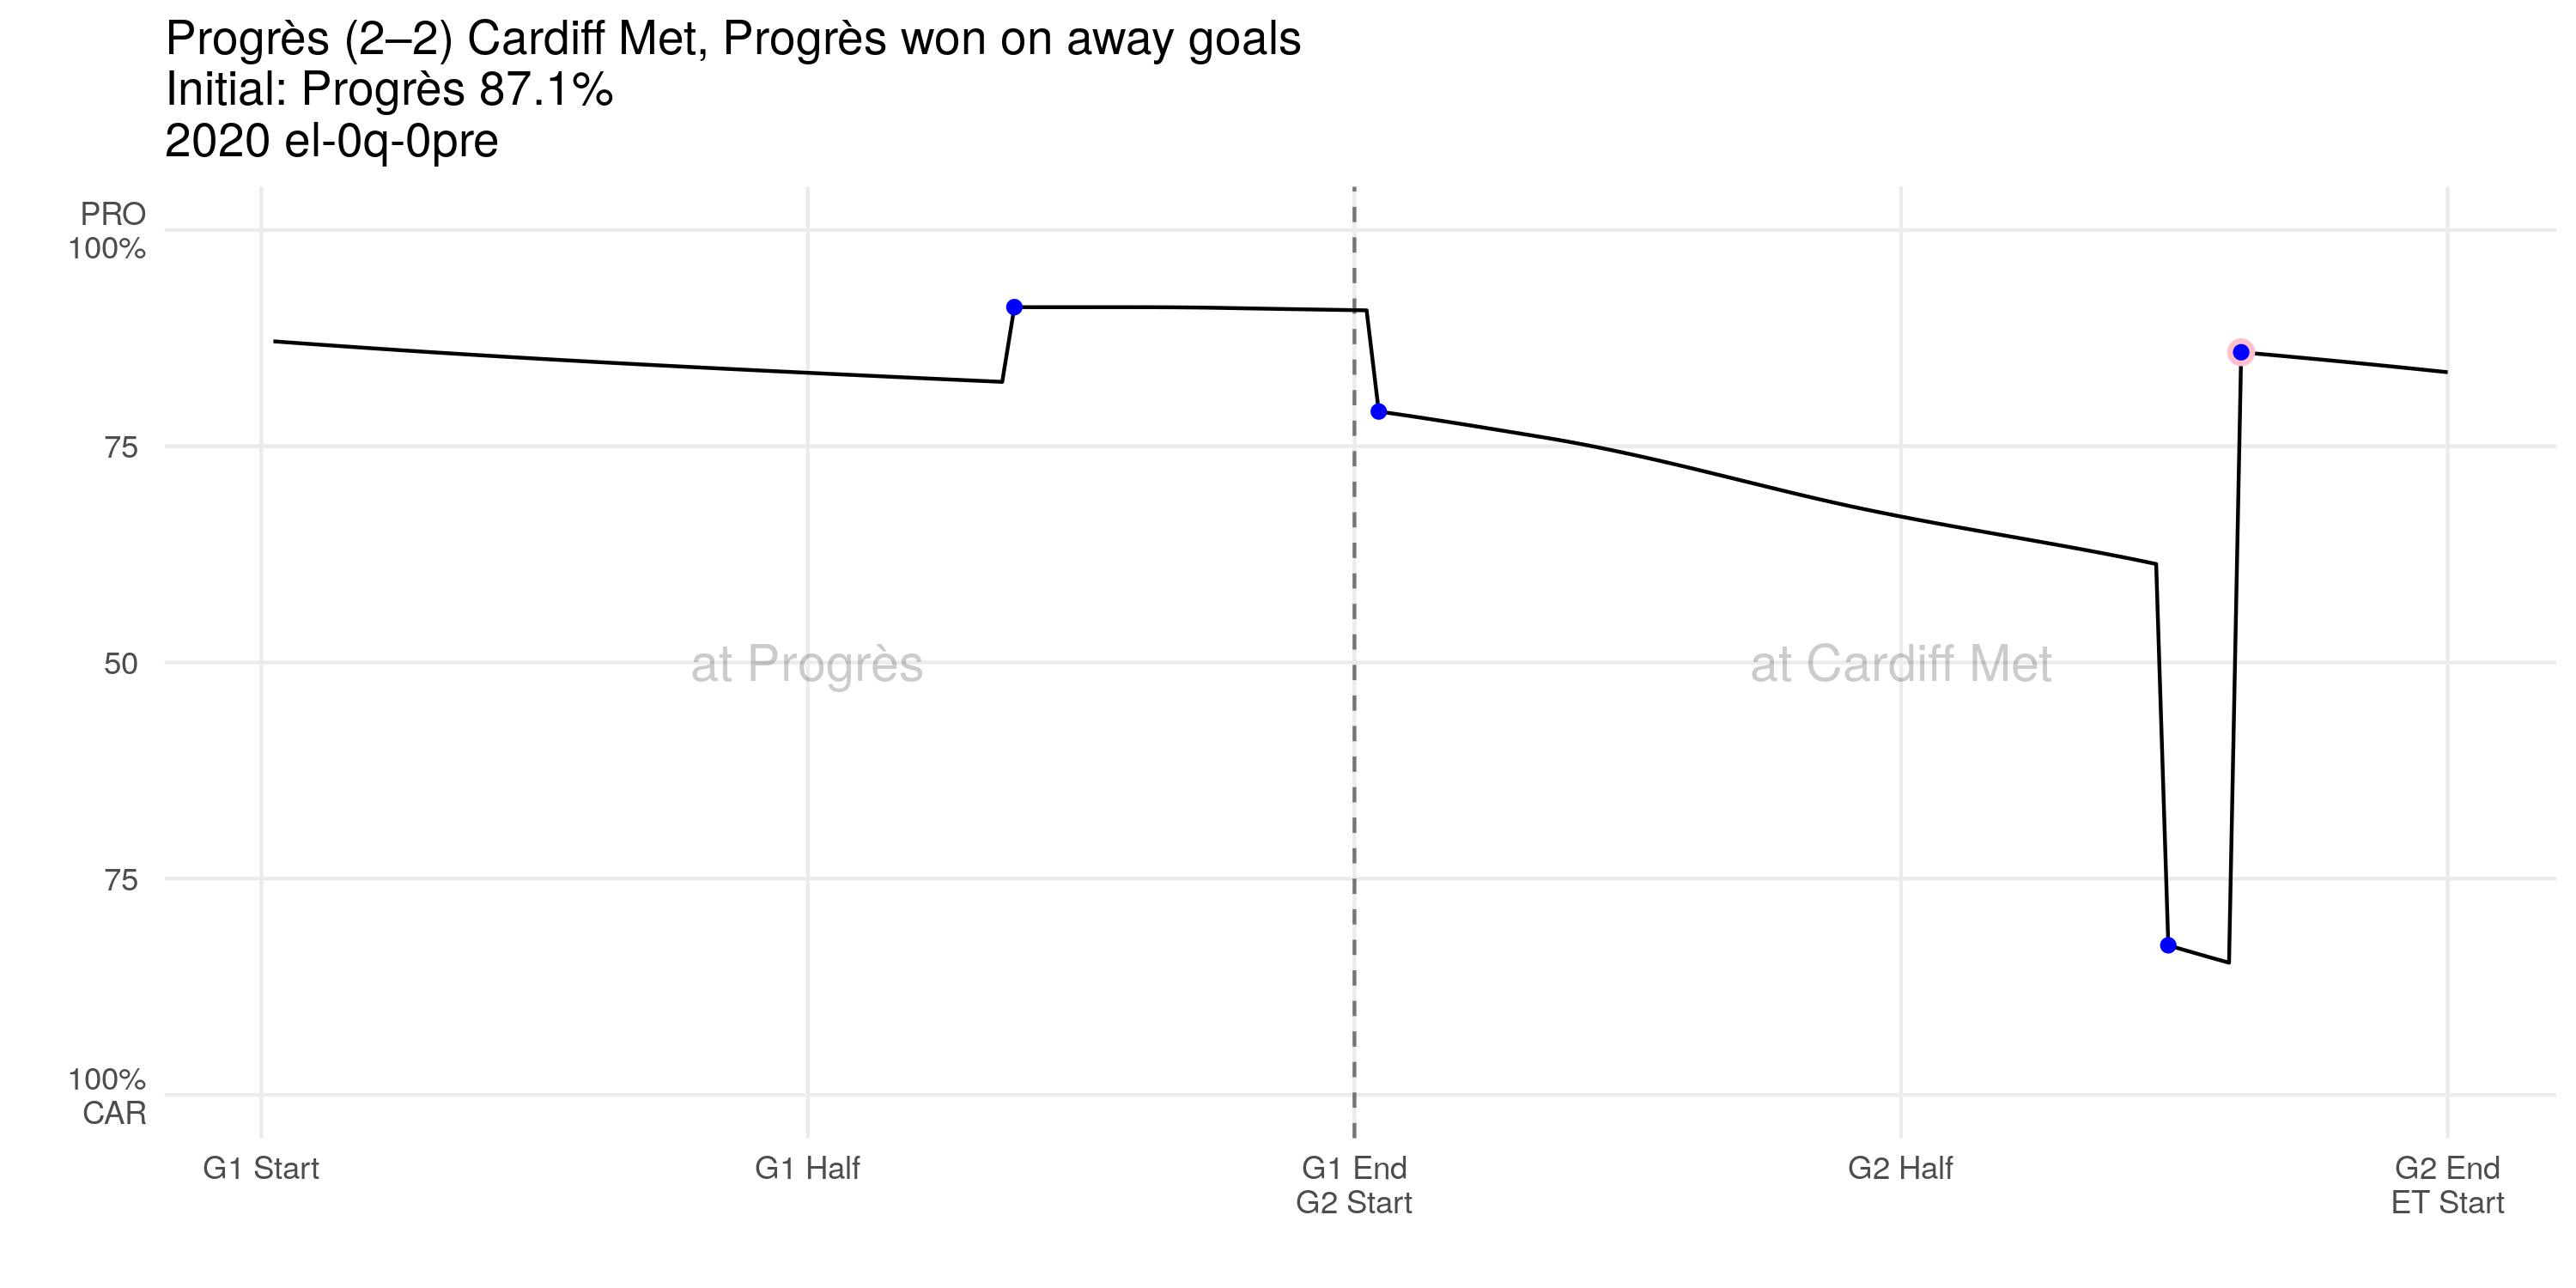 Progrès (2–2) Cardiff Met, Progrès won on away goals
Initial: Progrès 87.1%
2020 el-0q-0pre
PRO
100%
75
50
75
100%
CAR
at Progrès
at Cardiff Met
G1 Start
G1 Half
G1 End
G2 Start
G2 Half
G2 End
ET Start